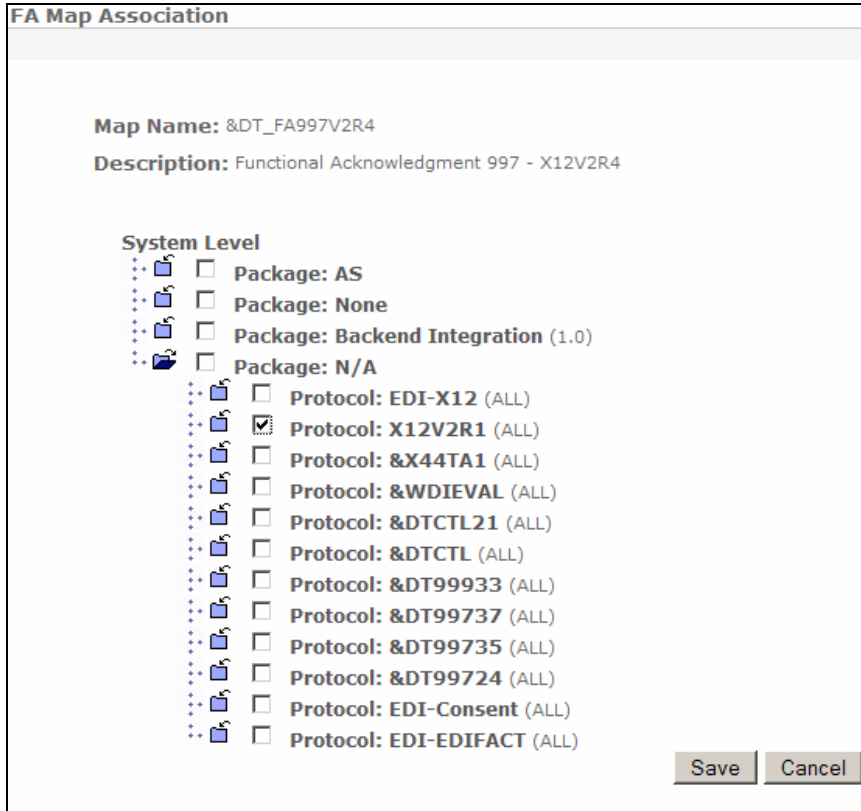 FA Map Association
Map Name: &DT_FA997V2R4
Description: Functional Acknowledgment 997 - X12V2R4
System Level
Package: AS
Package: None
Package: Backend Integration (1.0)
Package: N/A
Protocol: EDI-X12 (ALL)
Protocol: X12V2R1 (ALL)
Protocol: &X44TA1 (ALL)
Protocol: &WDIEVAL (ALL)
Protocol: &DTCTL21 (ALL)
Protocol: &DTCTL (ALL)
Protocol: &DT99933 (ALL)
Protocol: &DT99737 (ALL)
Protocol: &DT99735 (ALL)
Protocol: &DT99724 (ALL)
Protocol: EDI-Consent (ALL)
Protocol: EDI-EDIFACT (ALL)
Save Cancel